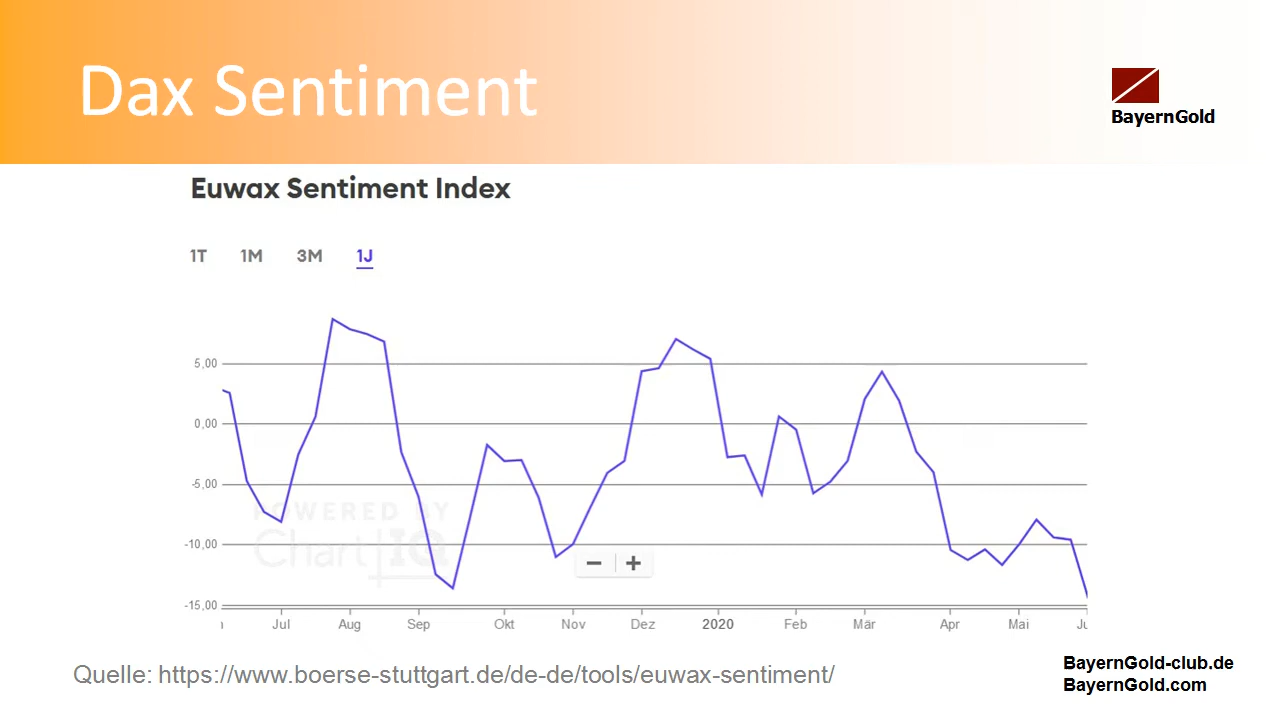 Dax Sentiment
BayernGold
Euwax Sentiment Index
1T 1M 3M 1J
5,00
0,00
-5,00
-10,00
-15,00
POWERED BY
ChartIQ
− +
Jul Aug Sep Okt Nov Dez 2020 Feb Mär Apr Mai
Quelle: https://www.boerse-stuttgart.de/de-de/tools/euwax-sentiment/
BayernGold-club.de
BayernGold.com